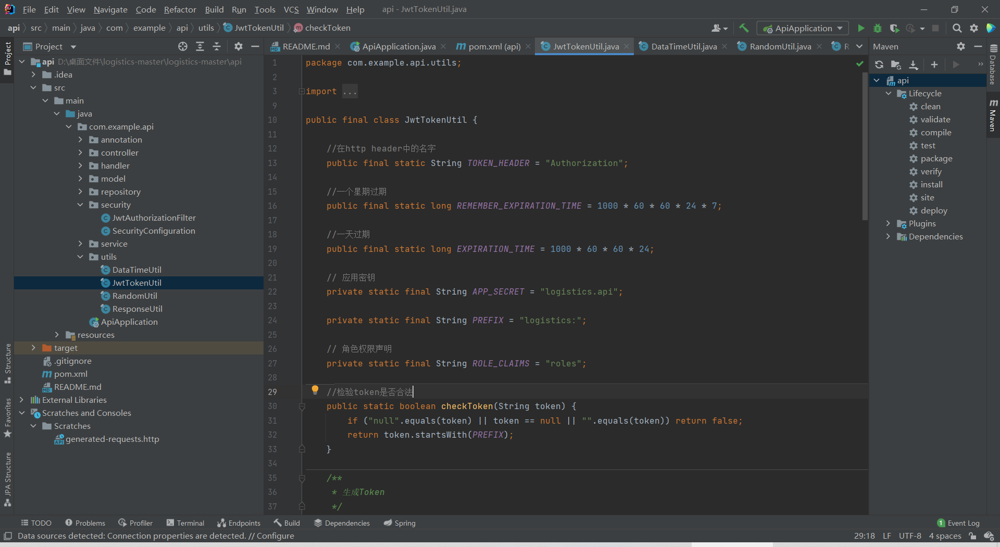 File Edit View Navigate Code Refactor Build Run Tools VCS Window Help api - JwtTokenUtil.java
api src main java com example api utils JwtTokenUtil checkToken
ApiApplication
Project
README.md ApiApplication.java pom.xml (api) JwtTokenUtil.java DataTimeUtil.java RandomUtil.java R
Maven
Project
Structure
Favorites
JPA Structure
api D:\桌面文件\logistics-master\logistics-master\api
.idea
src
main
java
com.example.api
annotation
controller
handler
model
repository
security
JwtAuthorizationFilter
SecurityConfiguration
service
utils
DataTimeUtil
JwtTokenUtil
RandomUtil
ResponseUtil
ApiApplication
resources
target
.gitignore
pom.xml
README.md
External Libraries
Scratches and Consoles
Scratches
generated-requests.http
1 package com.example.api.utils;
2
3 import ...
9
10 public final class JwtTokenUtil {
11
12 //在http header中的名字
13 public final static String TOKEN_HEADER = "Authorization";
14
15 //一个星期过期
16 public final static long REMEMBER_EXPIRATION_TIME = 1000 * 60 * 60 * 24 * 7;
17
18 //一天过期
19 public final static long EXPIRATION_TIME = 1000 * 60 * 60 * 24;
20
21 // 应用密钥
22 private static final String APP_SECRET = "logistics.api";
23
24 private static final String PREFIX = "logistics:";
25
26 // 角色权限声明
27 private static final String ROLE_CLAIMS = "roles";
28
29 //检验token是否合法
30 public static boolean checkToken(String token) {
31 if ("null".equals(token) || token == null || "".equals(token)) return false;
32 return token.startsWith(PREFIX);
33 }
34
35 /**
36 * 生成Token
37 */
api
Lifecycle
clean
validate
compile
test
package
verify
install
site
deploy
Plugins
Dependencies
Database
Maven
TODO Problems Profiler Terminal Endpoints Build Dependencies Spring 1 Event Log
Data sources detected: Connection properties are detected. // Configure 29:18 LF UTF-8 4 spaces